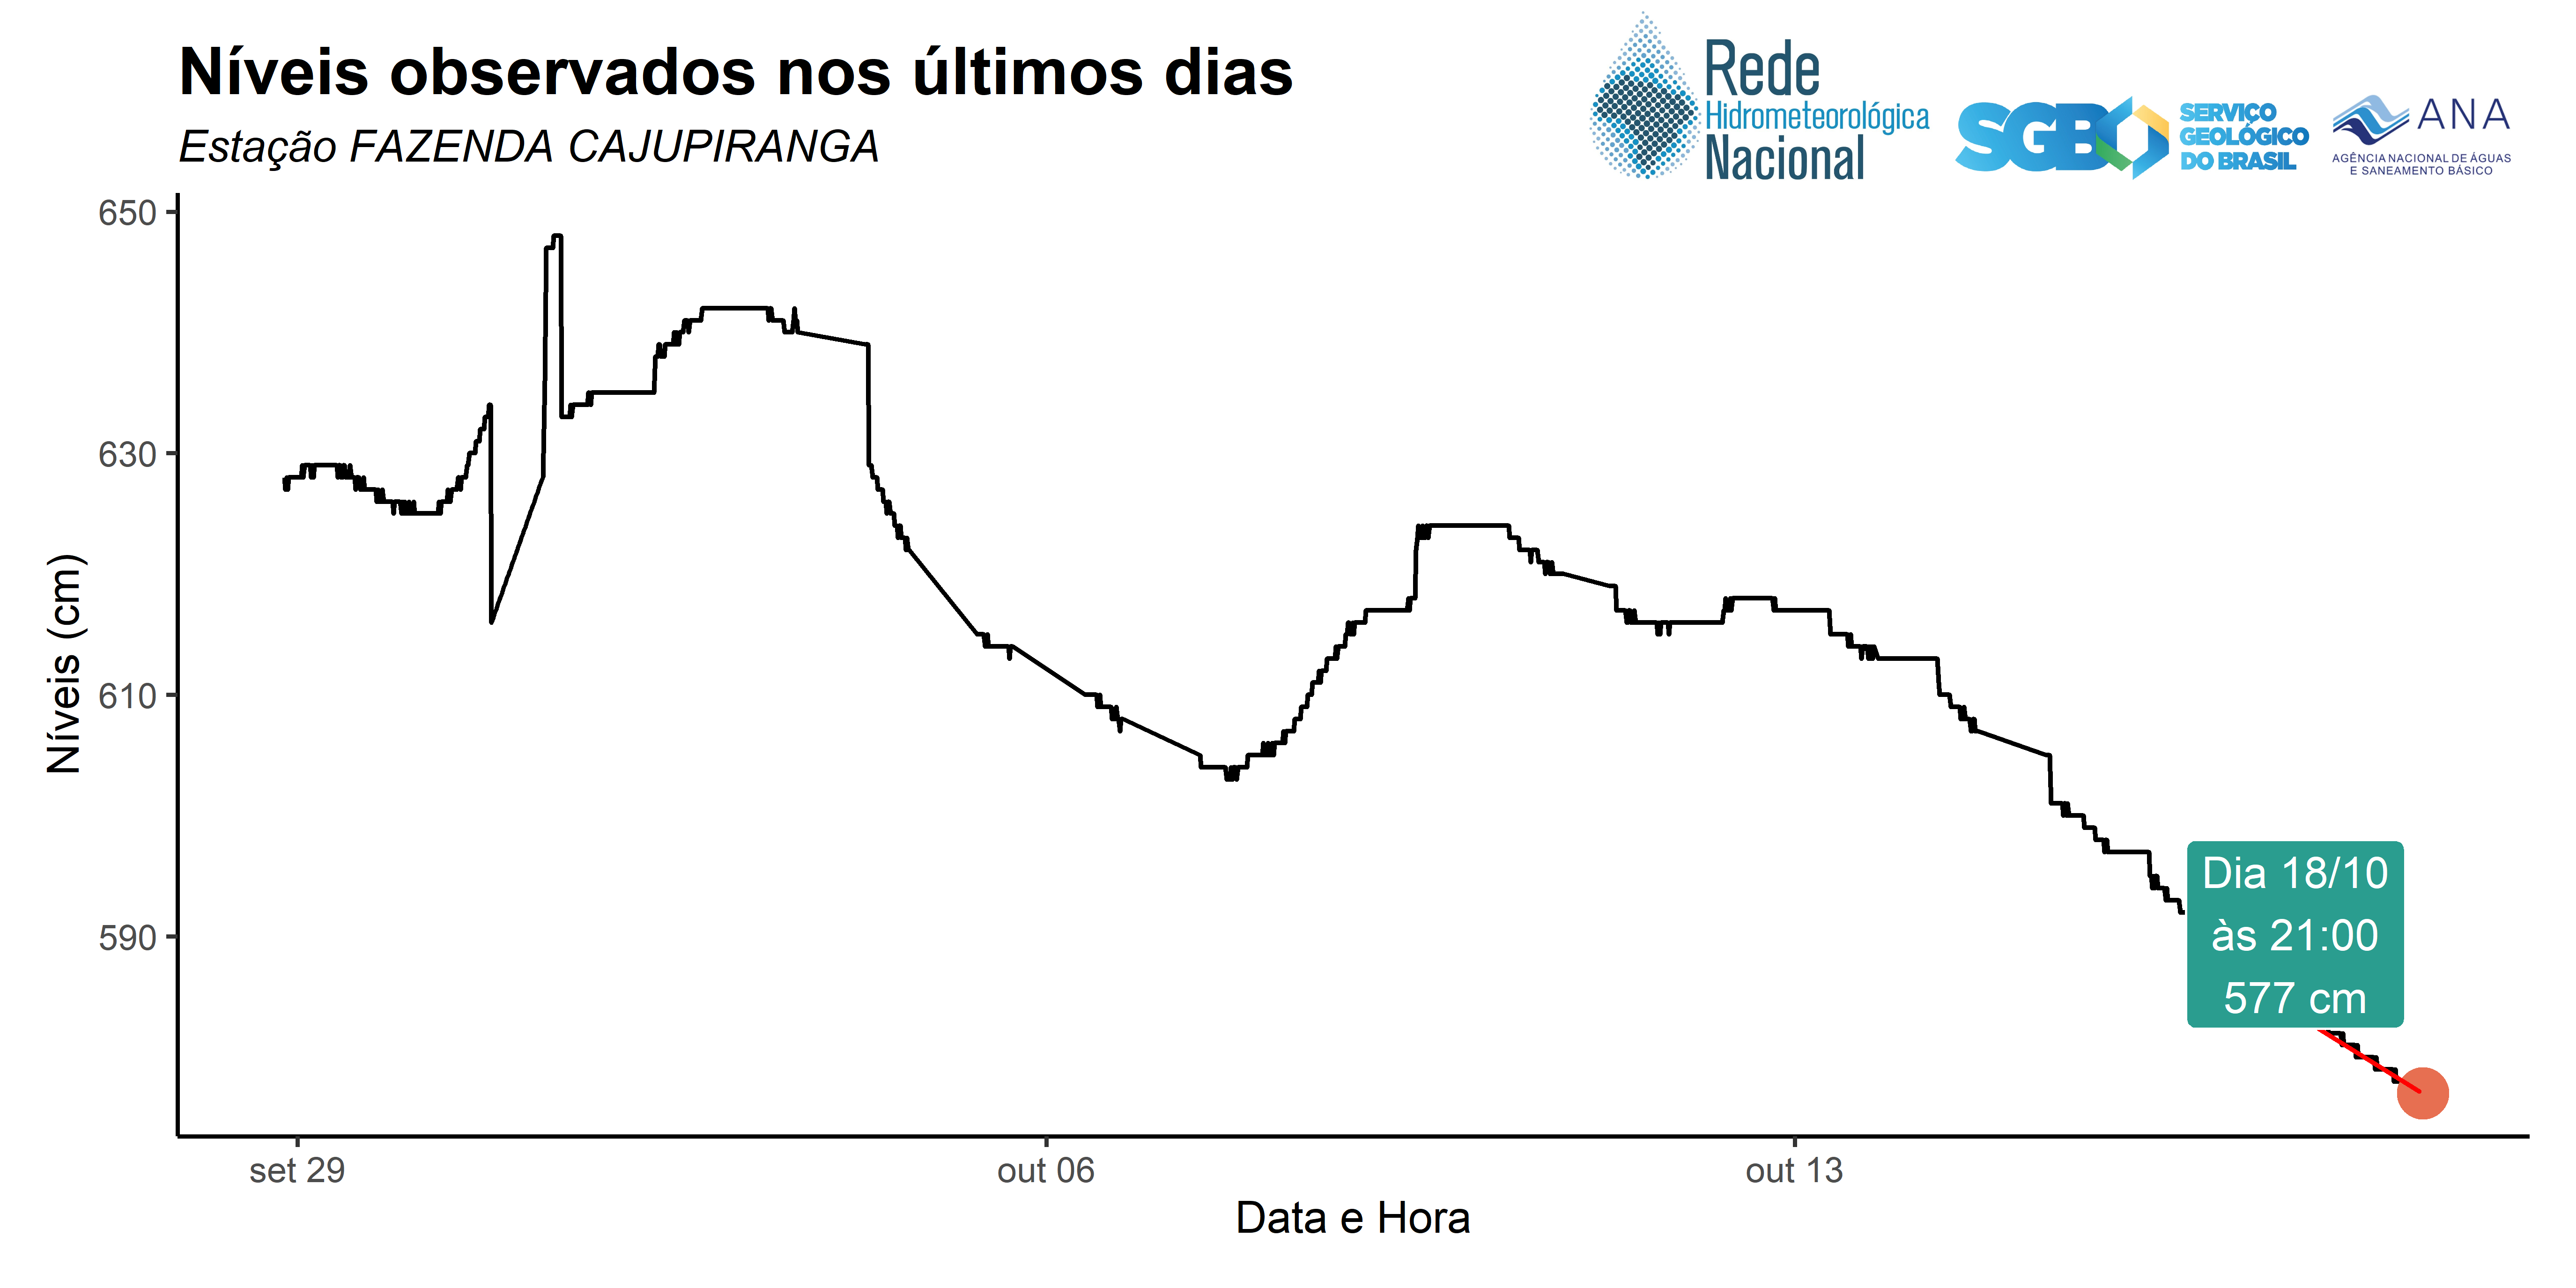 Níveis observados nos últimos dias
Estação FAZENDA CAJUPIRANGA
Rede
Hidrometeorológica
Nacional
SGB
SERVIÇO
GEOLÓGICO
DO BRASIL
ANA
AGÊNCIA NACIONAL DE ÁGUAS
E SANEAMENTO BÁSICO
650
630
610
590
Níveis (cm)
Dia 18/10
às 21:00
577 cm
set 29
out 06
out 13
Data e Hora